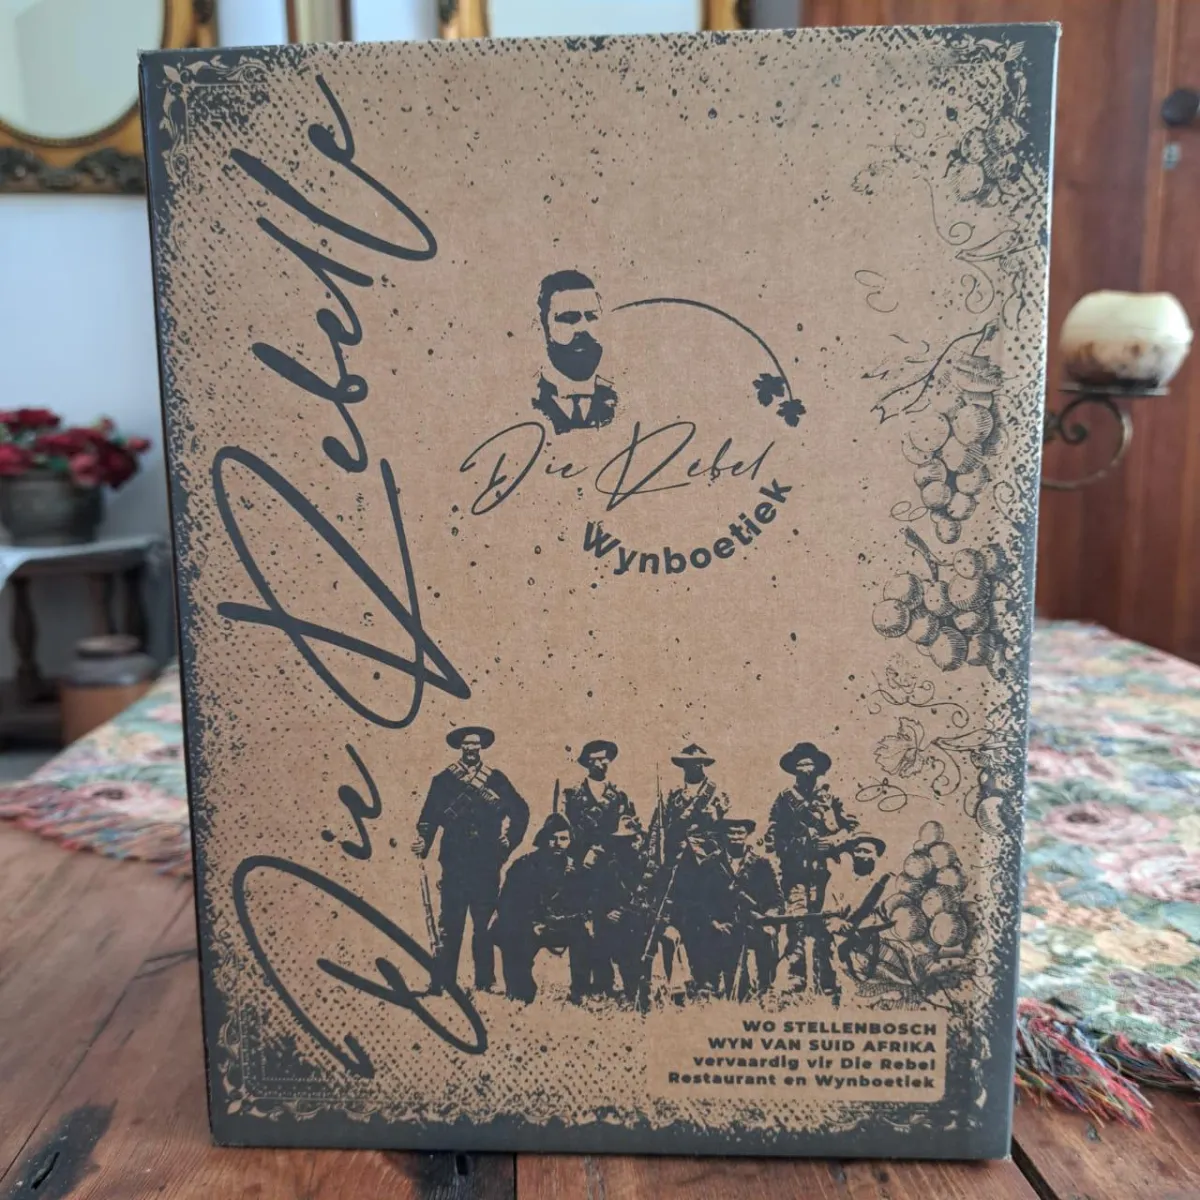 Die Rebelle
Die Rebel
Wynboetiek
WO STELLENBOSCH
WYN VAN SUID AFRIKA
vervaardig vir Die Rebel
Restaurant en Wynboetiek